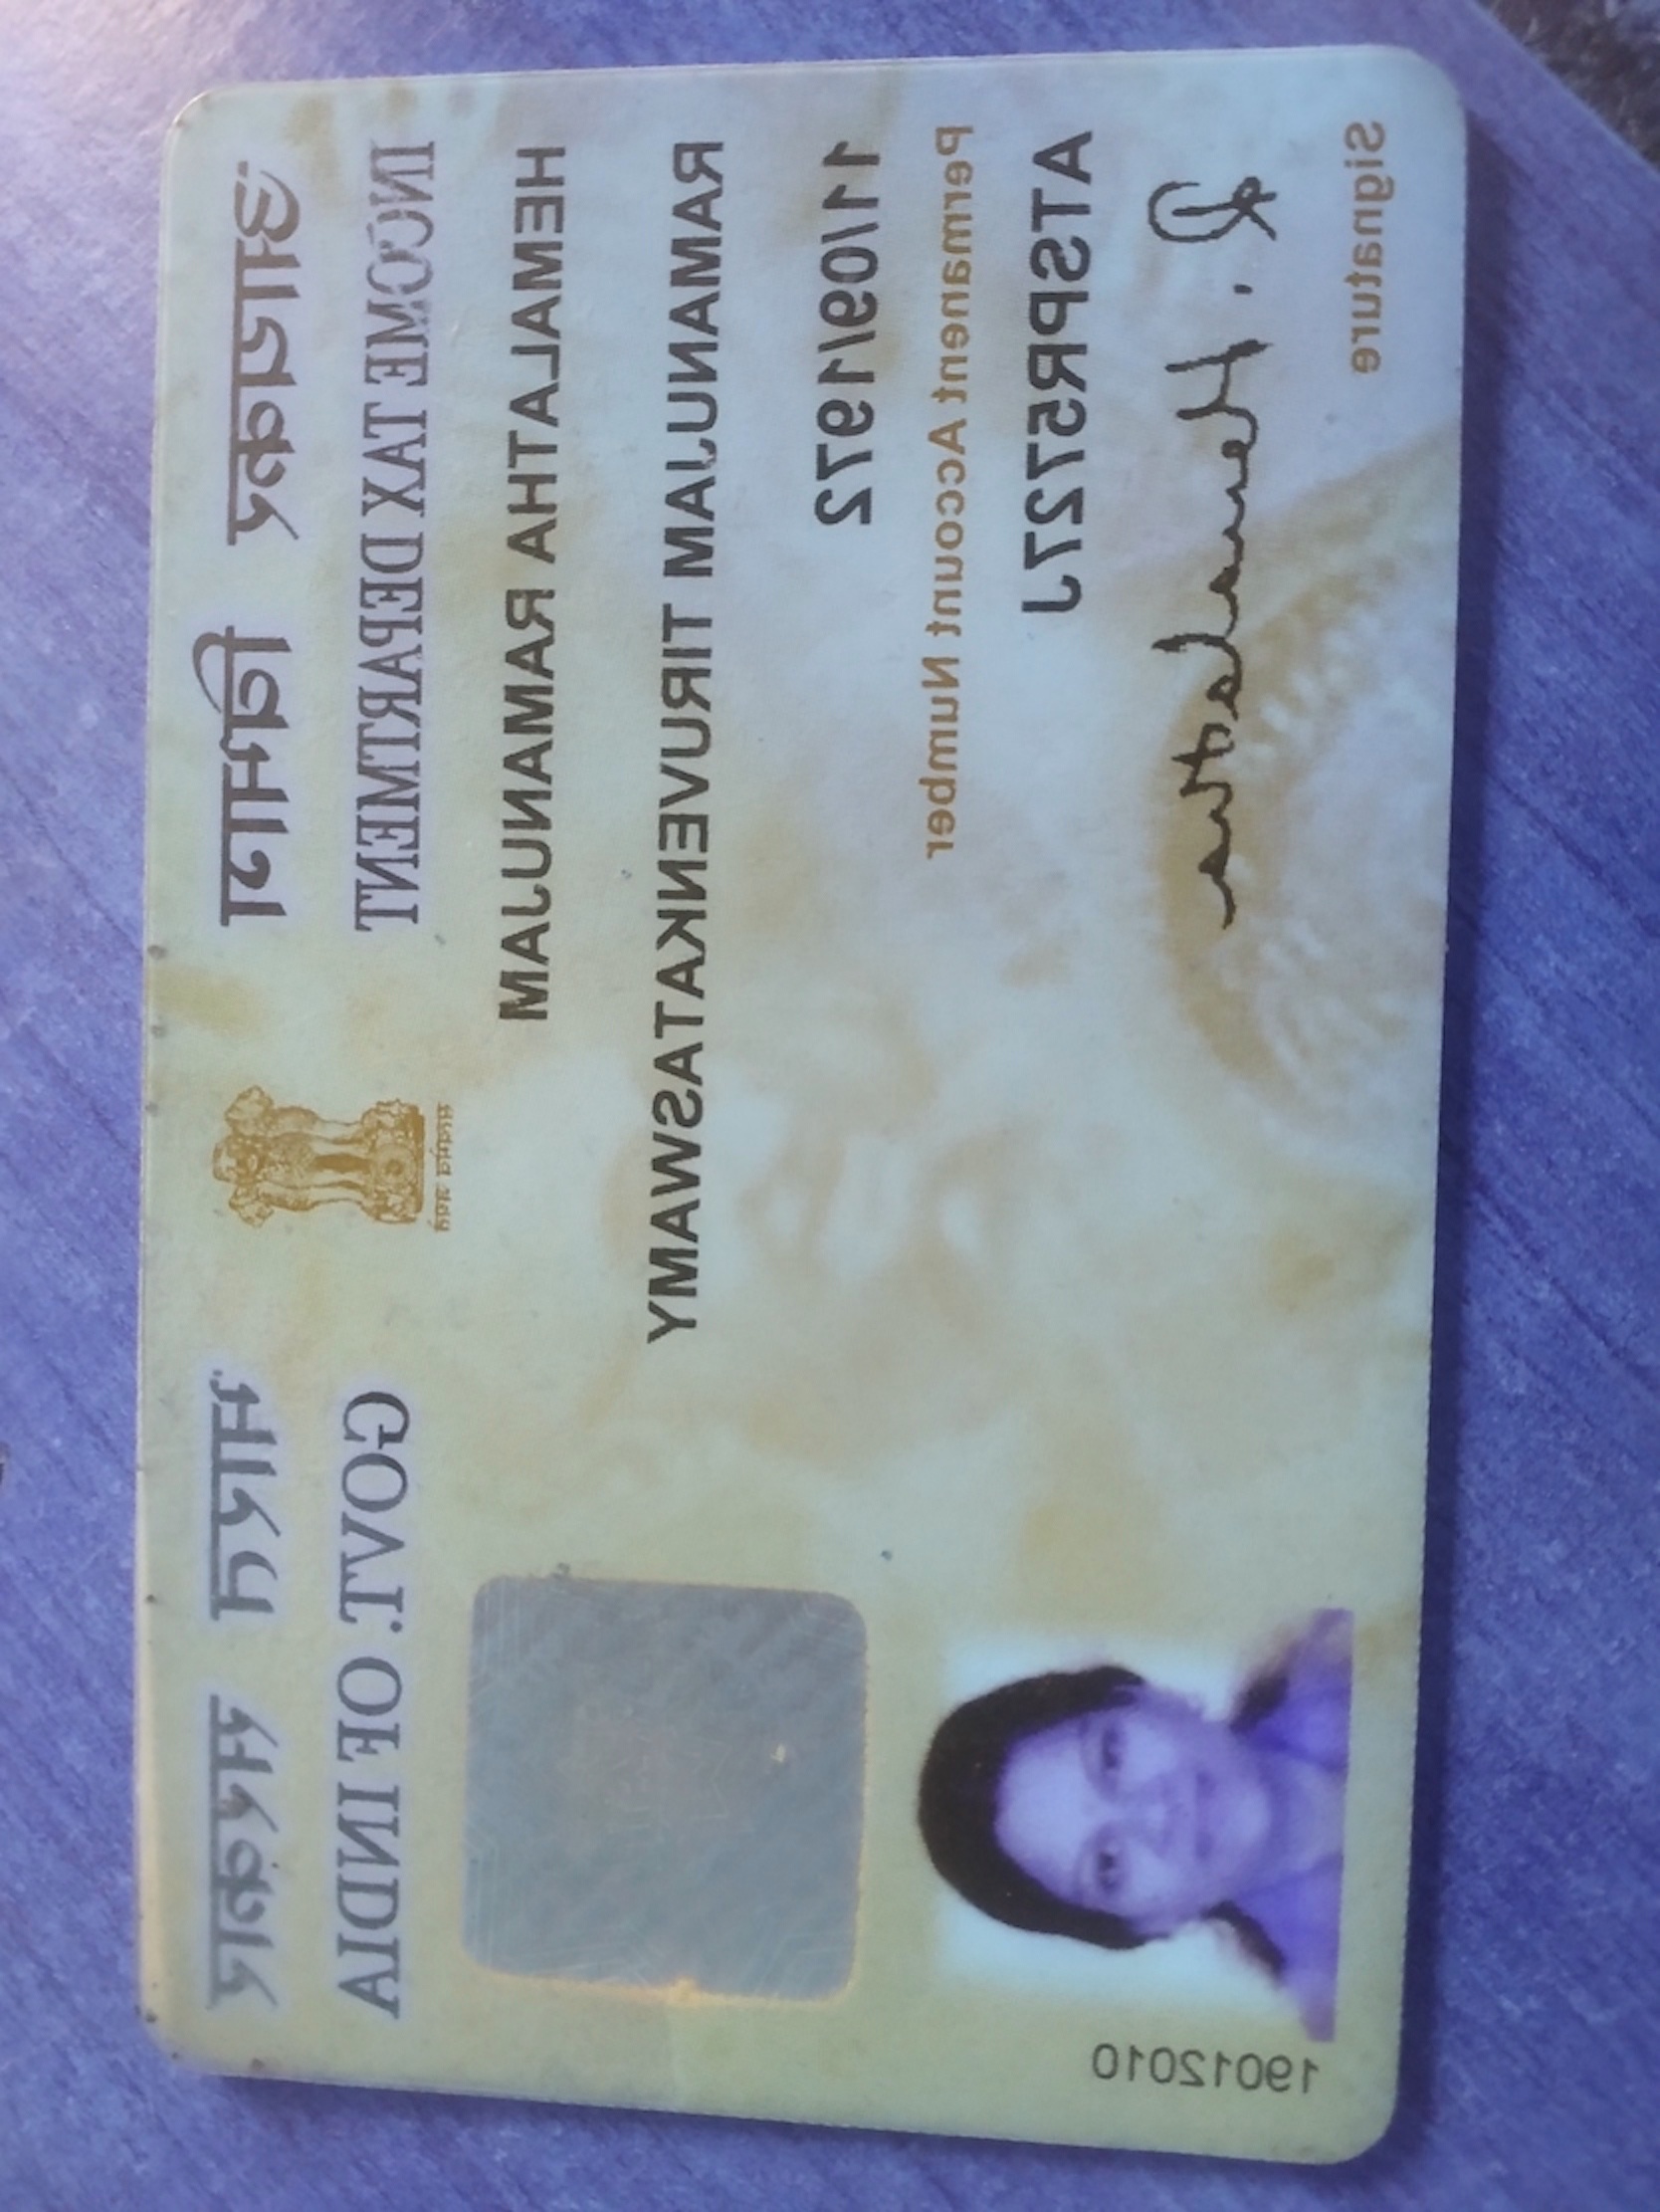 आयकर विभाग
INCOME TAX DEPARTMENT
सत्यमेव जयते
भारत सरकार
GOVT. OF INDIA
HEMALATHA RAMANUJAM
RAMANUJAM TIRUVENKATASWAMY
11/09/1972
Permanent Account Number
ATSPR5727J
R. Hemalatha
Signature
19012010